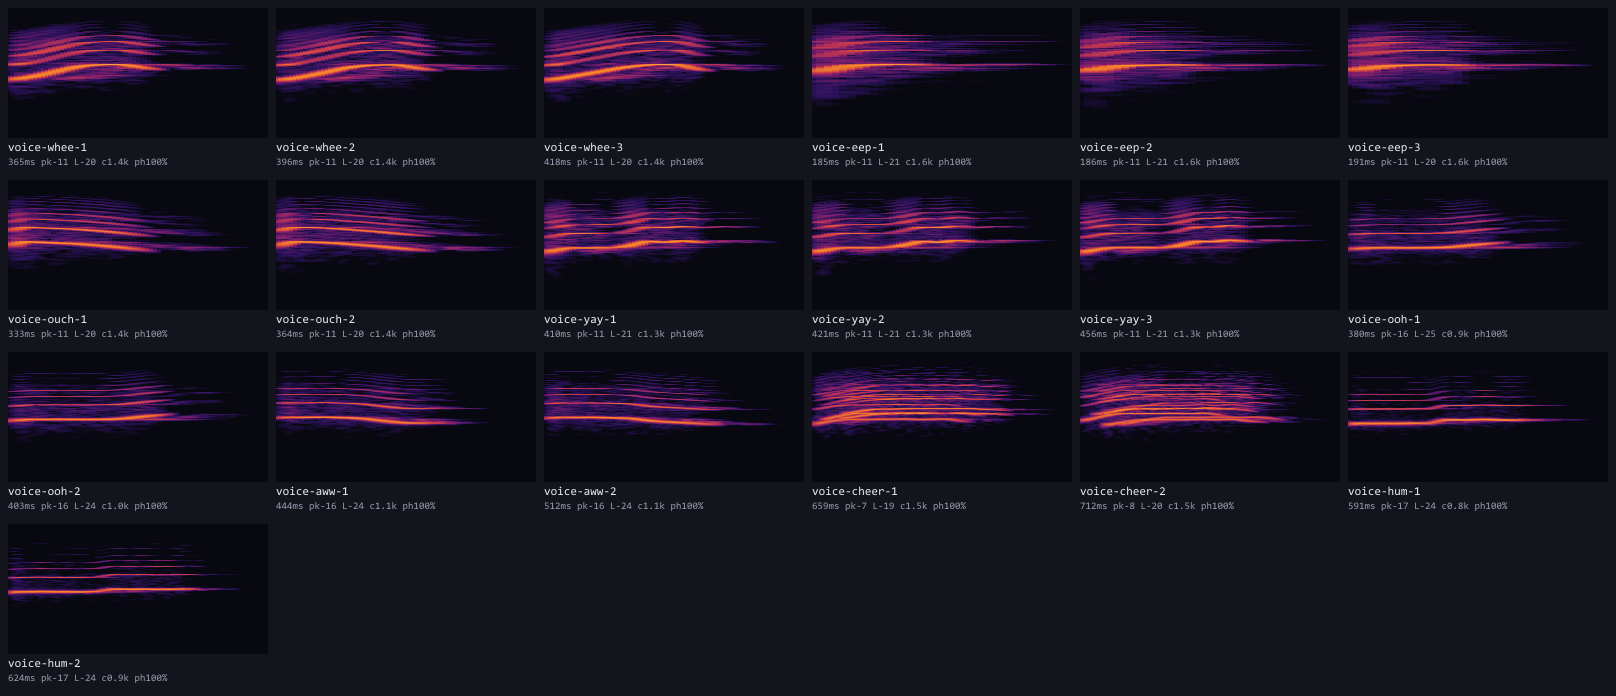 voice-whee-1
365ms pk-11 L-20 c1.4k ph100%
voice-whee-2
396ms pk-11 L-20 c1.4k ph100%
voice-whee-3
418ms pk-11 L-20 c1.4k ph100%
voice-eep-1
185ms pk-11 L-21 c1.6k ph100%
voice-eep-2
186ms pk-11 L-21 c1.6k ph100%
voice-eep-3
191ms pk-11 L-20 c1.6k ph100%
voice-ouch-1
333ms pk-11 L-20 c1.4k ph100%
voice-ouch-2
364ms pk-11 L-20 c1.4k ph100%
voice-yay-1
410ms pk-11 L-21 c1.3k ph100%
voice-yay-2
421ms pk-11 L-21 c1.3k ph100%
voice-yay-3
456ms pk-11 L-21 c1.3k ph100%
voice-ooh-1
380ms pk-16 L-25 c0.9k ph100%
voice-ooh-2
403ms pk-16 L-24 c1.0k ph100%
voice-aww-1
444ms pk-16 L-24 c1.1k ph100%
voice-aww-2
512ms pk-16 L-24 c1.1k ph100%
voice-cheer-1
659ms pk-7 L-19 c1.5k ph100%
voice-cheer-2
712ms pk-8 L-20 c1.5k ph100%
voice-hum-1
591ms pk-17 L-24 c0.8k ph100%
voice-hum-2
624ms pk-17 L-24 c0.9k ph100%